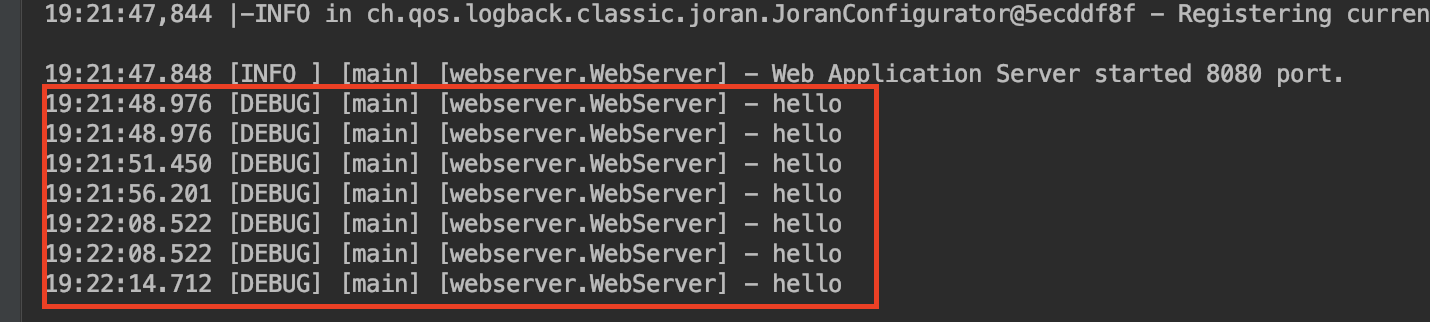 19:21:47,844 |-INFO in ch.qos.logback.classic.joran.JoranConfigurator@5ecddf8f - Registering curren
19:21:47.848 [INFO ] [main] [webserver.WebServer] - Web Application Server started 8080 port.
19:21:48.976 [DEBUG] [main] [webserver.WebServer] - hello
19:21:48.976 [DEBUG] [main] [webserver.WebServer] - hello
19:21:51.450 [DEBUG] [main] [webserver.WebServer] - hello
19:21:56.201 [DEBUG] [main] [webserver.WebServer] - hello
19:22:08.522 [DEBUG] [main] [webserver.WebServer] - hello
19:22:08.522 [DEBUG] [main] [webserver.WebServer] - hello
19:22:14.712 [DEBUG] [main] [webserver.WebServer] - hello